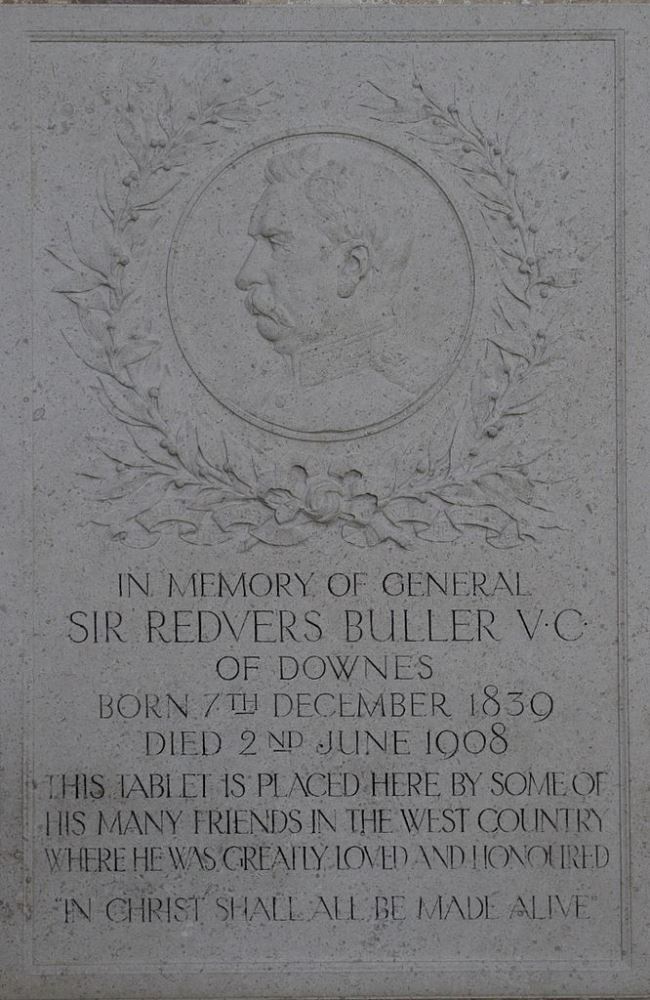 IN MEMORY OF GENERAL
SIR REDVERS BULLER V·C·
OF DOWNES
BORN 7TH DECEMBER 1839
DIED 2ND JUNE 1908
THIS TABLET IS PLACED HERE BY SOME OF
HIS MANY FRIENDS IN THE WEST COUNTRY
WHERE HE WAS GREATLY LOVED AND HONOURED
"IN CHRIST SHALL ALL BE MADE ALIVE"